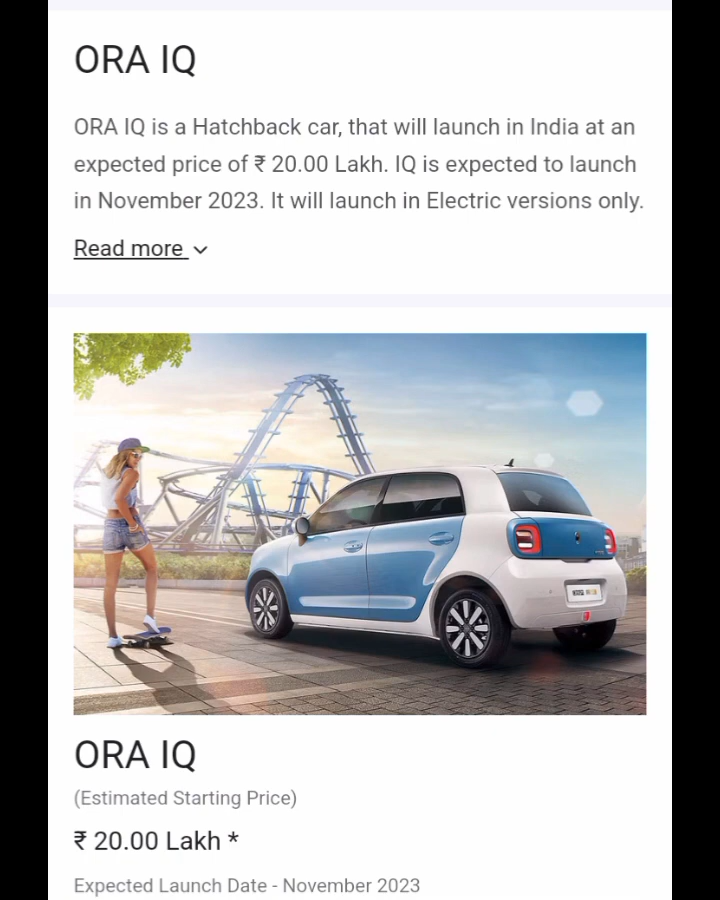 ORA IQ
ORA IQ is a Hatchback car, that will launch in India at an
expected price of ₹ 20.00 Lakh. IQ is expected to launch
in November 2023. It will launch in Electric versions only.
Read more
ORA IQ
(Estimated Starting Price)
₹ 20.00 Lakh *
Expected Launch Date - November 2023